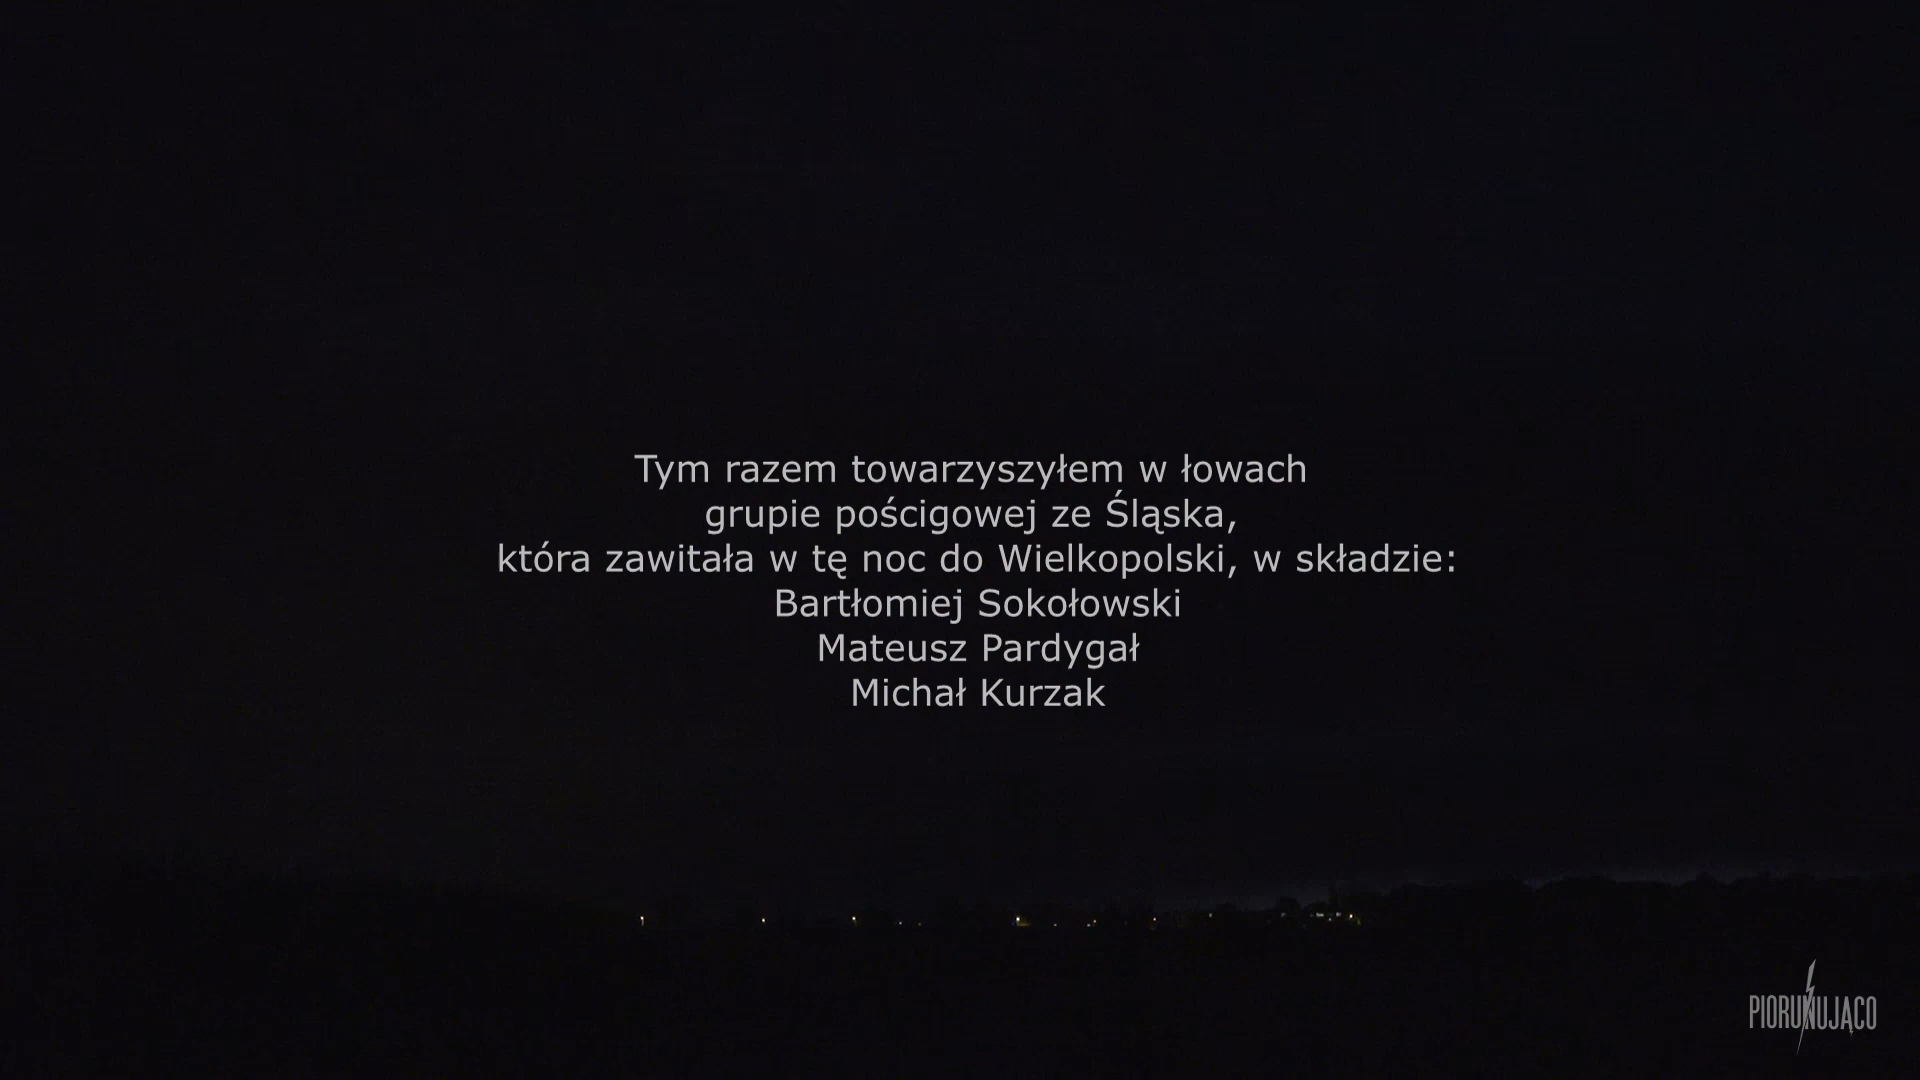 Tym razem towarzyszyłem w łowach
grupie pościgowej ze Śląska,
która zawitała w tę noc do Wielkopolski, w składzie:
Bartłomiej Sokołowski
Mateusz Pardygał
Michał Kurzak
PIORUNUJĄCO